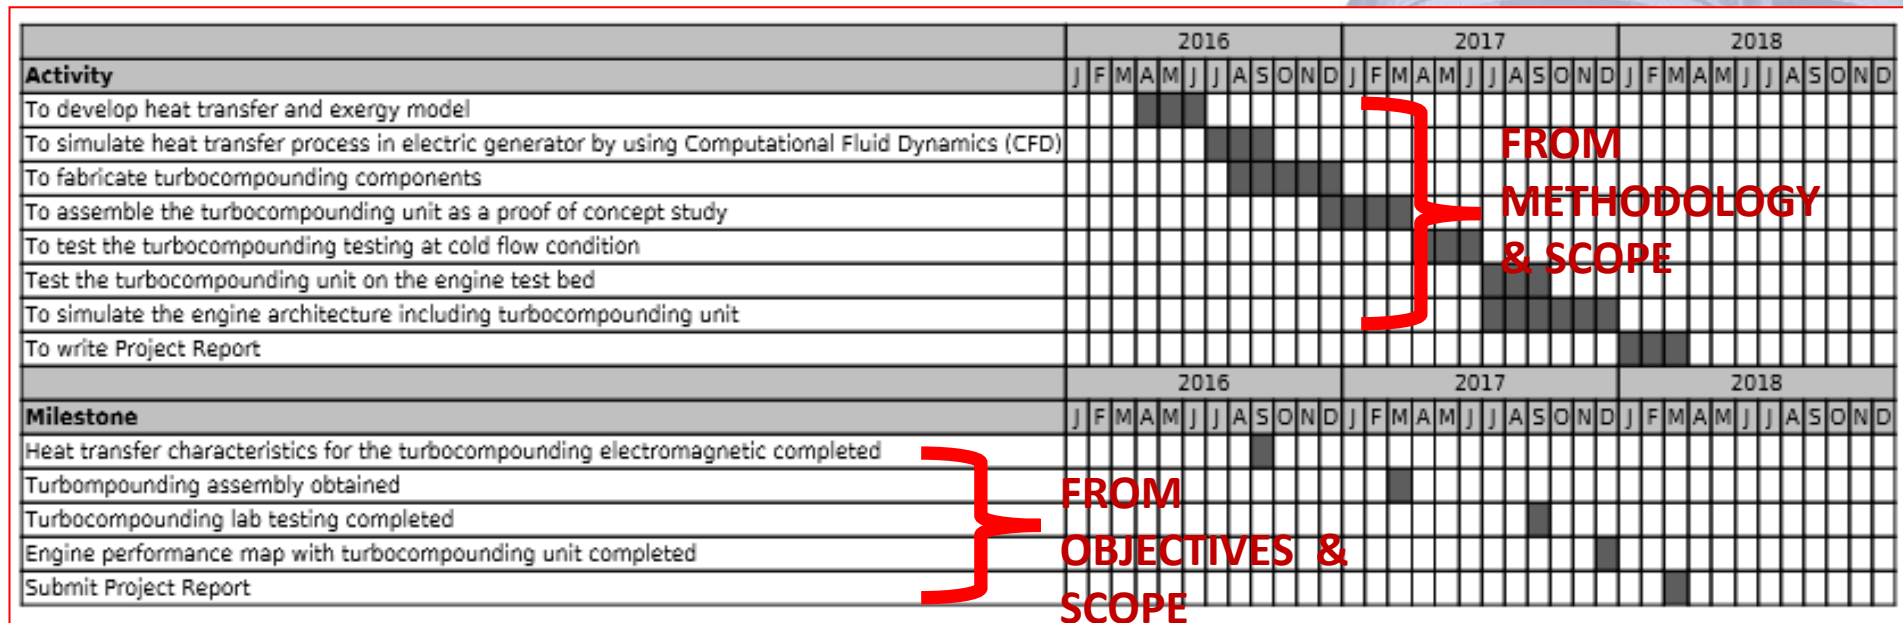 2016 2017 2018
Activity J F M A M J J A S O N D J F M A M J J A S O N D J F M A M J J A S O N D
To develop heat transfer and exergy model
To simulate heat transfer process in electric generator by using Computational Fluid Dynamics (CFD)
To fabricate turbocompounding components
To assemble the turbocompounding unit as a proof of concept study
To test the turbocompounding testing at cold flow condition
Test the turbocompounding unit on the engine test bed
To simulate the engine architecture including turbocompounding unit
To write Project Report
FROM
METHODOLOGY
& SCOPE
2016 2017 2018
Milestone J F M A M J J A S O N D J F M A M J J A S O N D J F M A M J J A S O N D
Heat transfer characteristics for the turbocompounding electromagnetic completed
Turbompounding assembly obtained
Turbocompounding lab testing completed
Engine performance map with turbocompounding unit completed
Submit Project Report
FROM
OBJECTIVES &
SCOPE